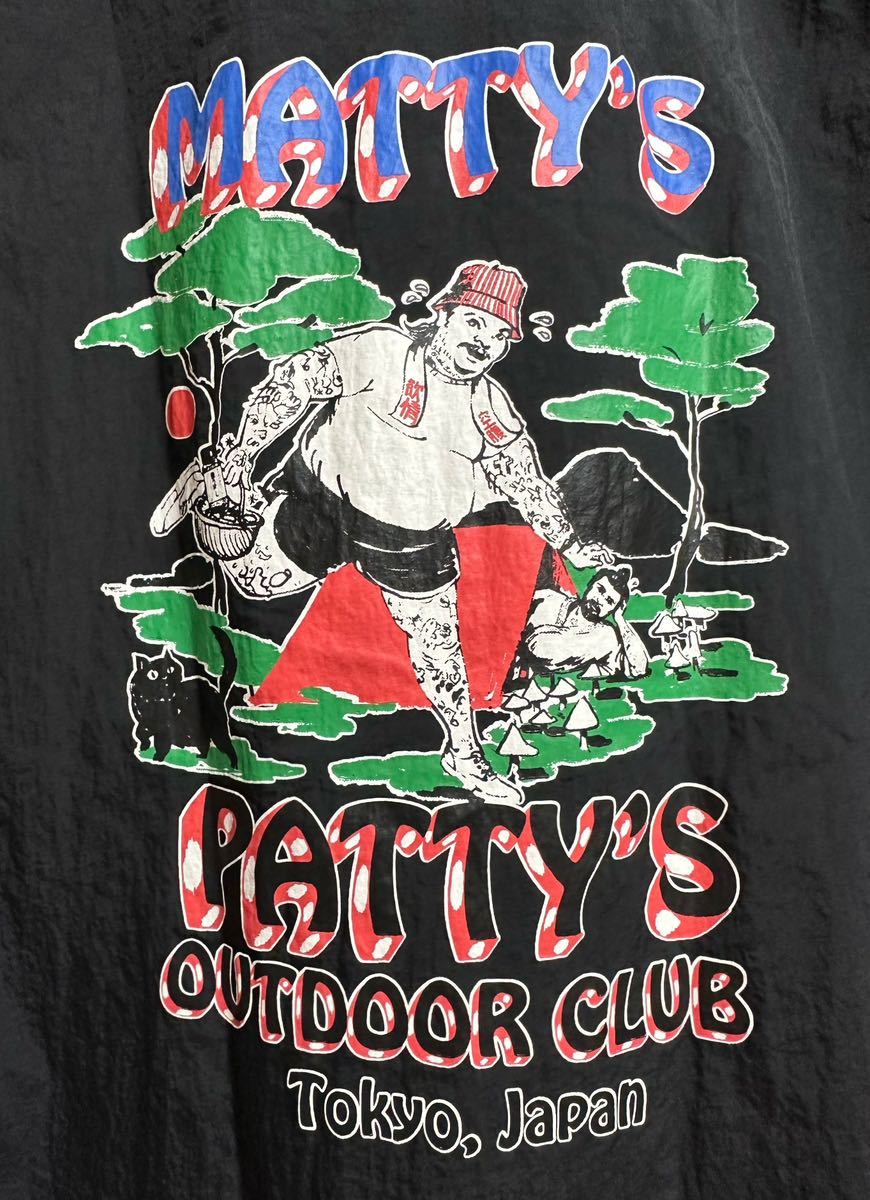 MATTY'S
PATTY'S
OUTDOOR CLUB
Tokyo, Japan